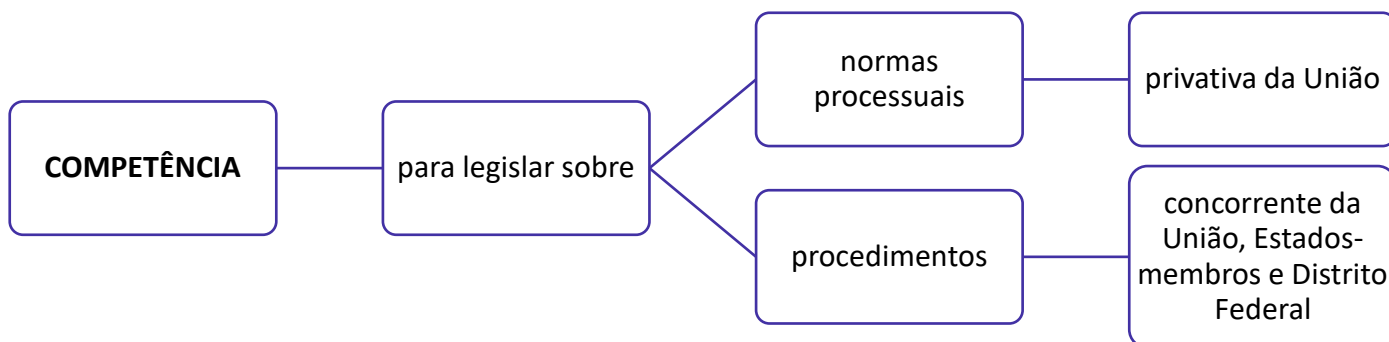 COMPETÊNCIA
para legislar sobre
normas
processuais
privativa da União
procedimentos
concorrente da
União, Estados-
membros e Distrito
Federal